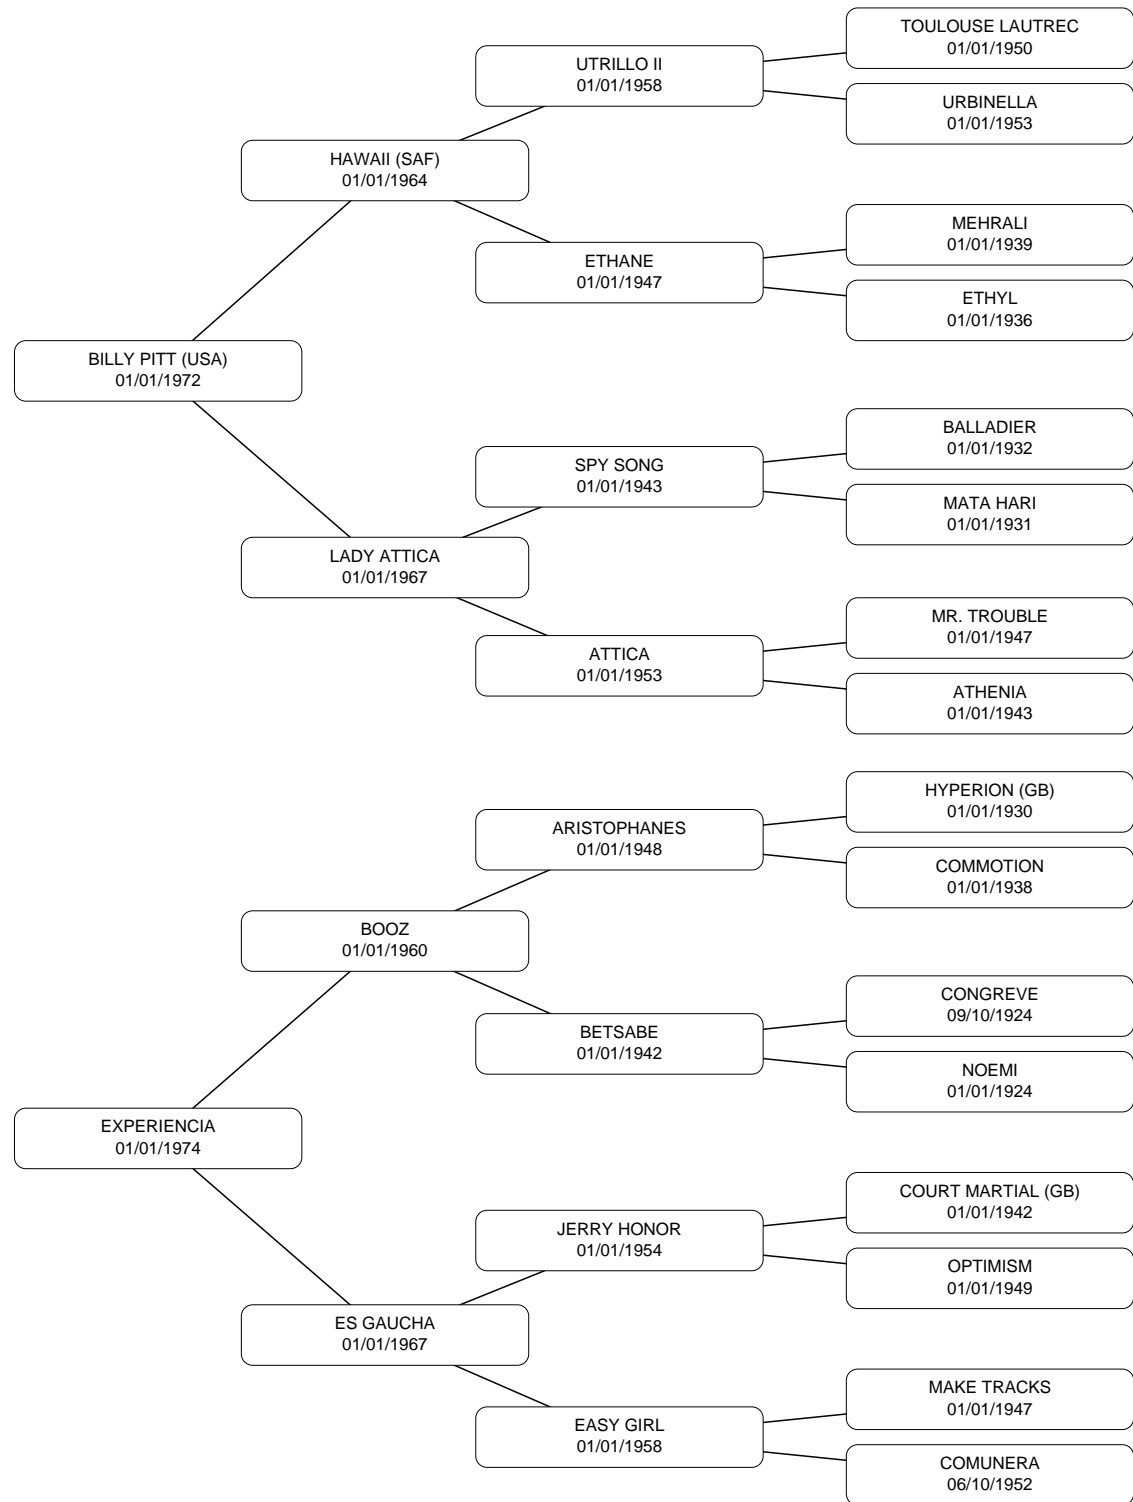 TOULOUSE LAUTREC
01/01/1950
UTRILLO II
01/01/1958
URBINELLA
01/01/1953
HAWAII (SAF)
01/01/1964
MEHRALI
01/01/1939
ETHANE
01/01/1947
ETHYL
01/01/1936
BILLY PITT (USA)
01/01/1972
BALLADIER
01/01/1932
SPY SONG
01/01/1943
MATA HARI
01/01/1931
LADY ATTICA
01/01/1967
MR. TROUBLE
01/01/1947
ATTICA
01/01/1953
ATHENIA
01/01/1943
HYPERION (GB)
01/01/1930
ARISTOPHANES
01/01/1948
COMMOTION
01/01/1938
BOOZ
01/01/1960
CONGREVE
09/10/1924
BETSABE
01/01/1942
NOEMI
01/01/1924
EXPERIENCIA
01/01/1974
COURT MARTIAL (GB)
01/01/1942
JERRY HONOR
01/01/1954
OPTIMISM
01/01/1949
ES GAUCHA
01/01/1967
MAKE TRACKS
01/01/1947
EASY GIRL
01/01/1958
COMUNERA
06/10/1952